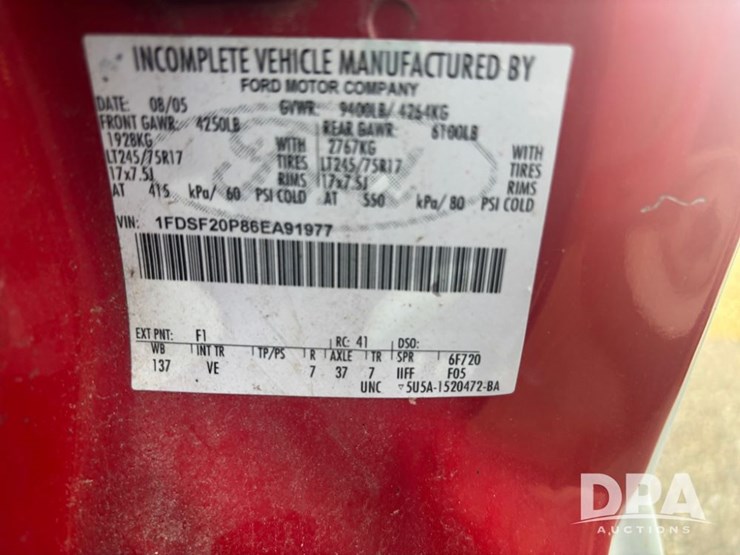 INCOMPLETE VEHICLE MANUFACTURED BY
FORD MOTOR COMPANY
DATE: 08/05 GVWR: 9400LB/ 4264KG
FRONT GAWR: 4250LB REAR GAWR: 6100LB
1928KG WITH 2767KG WITH
LT245/75R17 TIRES LT245/75R17 TIRES
17x7.5J RIMS 17x7.5J RIMS
AT 415 kPa/ 60 PSI COLD AT 550 kPa/ 80 PSI COLD
VIN: 1FDSF20P86EA91977
EXT PNT: F1 RC: 41 DSO:
WB INT TR TP/PS R AXLE TR SPR 6F720
137 VE 7 37 7 IIFF F05
UNC 5U5A-1520472-BA
DPA
AUCTIONS